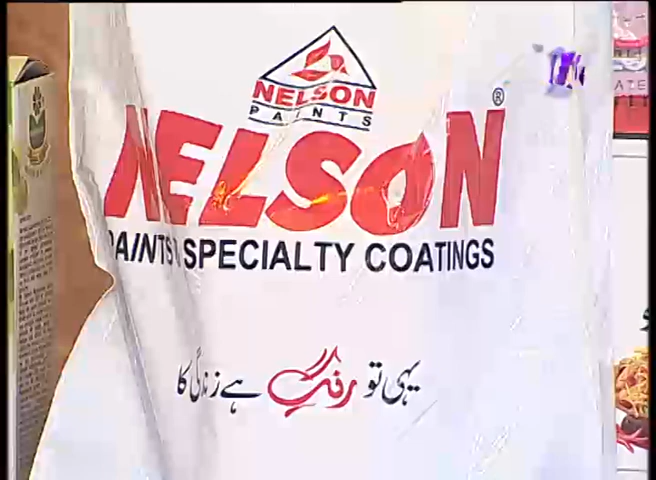 NELSON
PAINTS
NELSON®
PAINTS & SPECIALTY COATINGS
یہی تو رنگ ہے زندگی کا